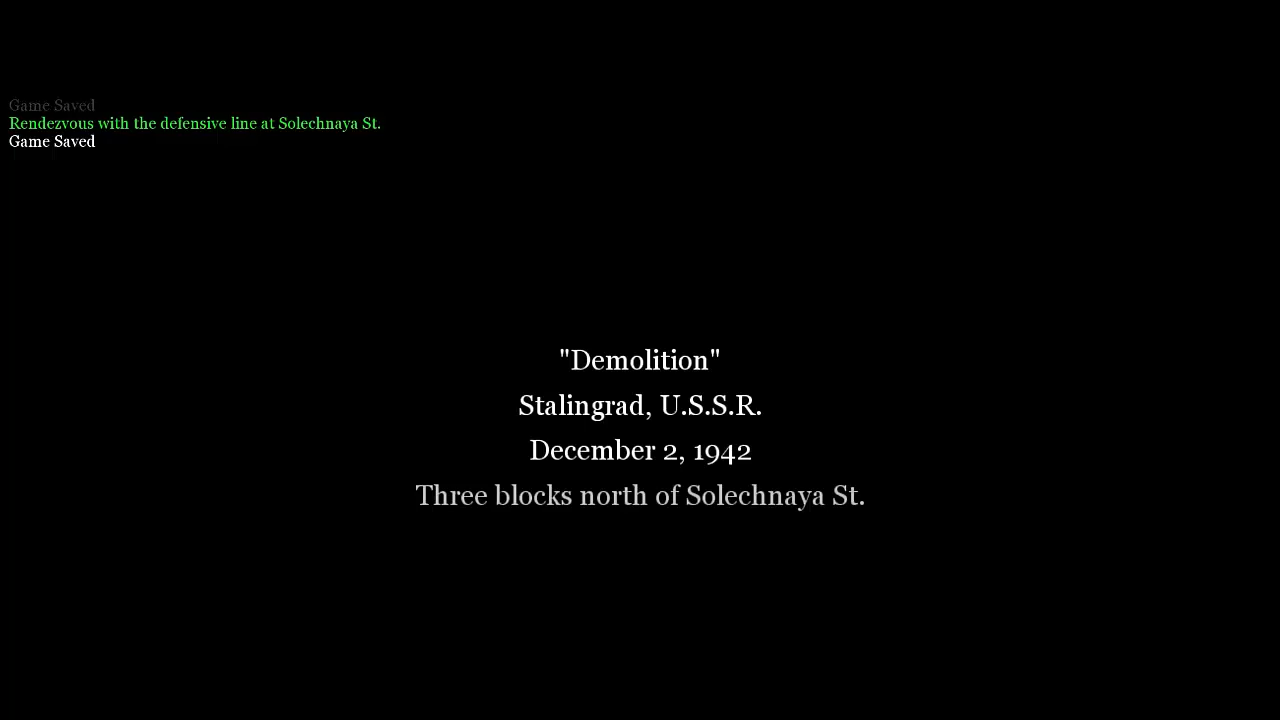 Game Saved
Rendezvous with the defensive line at Solechnaya St.
Game Saved
"Demolition"
Stalingrad, U.S.S.R.
December 2, 1942
Three blocks north of Solechnaya St.